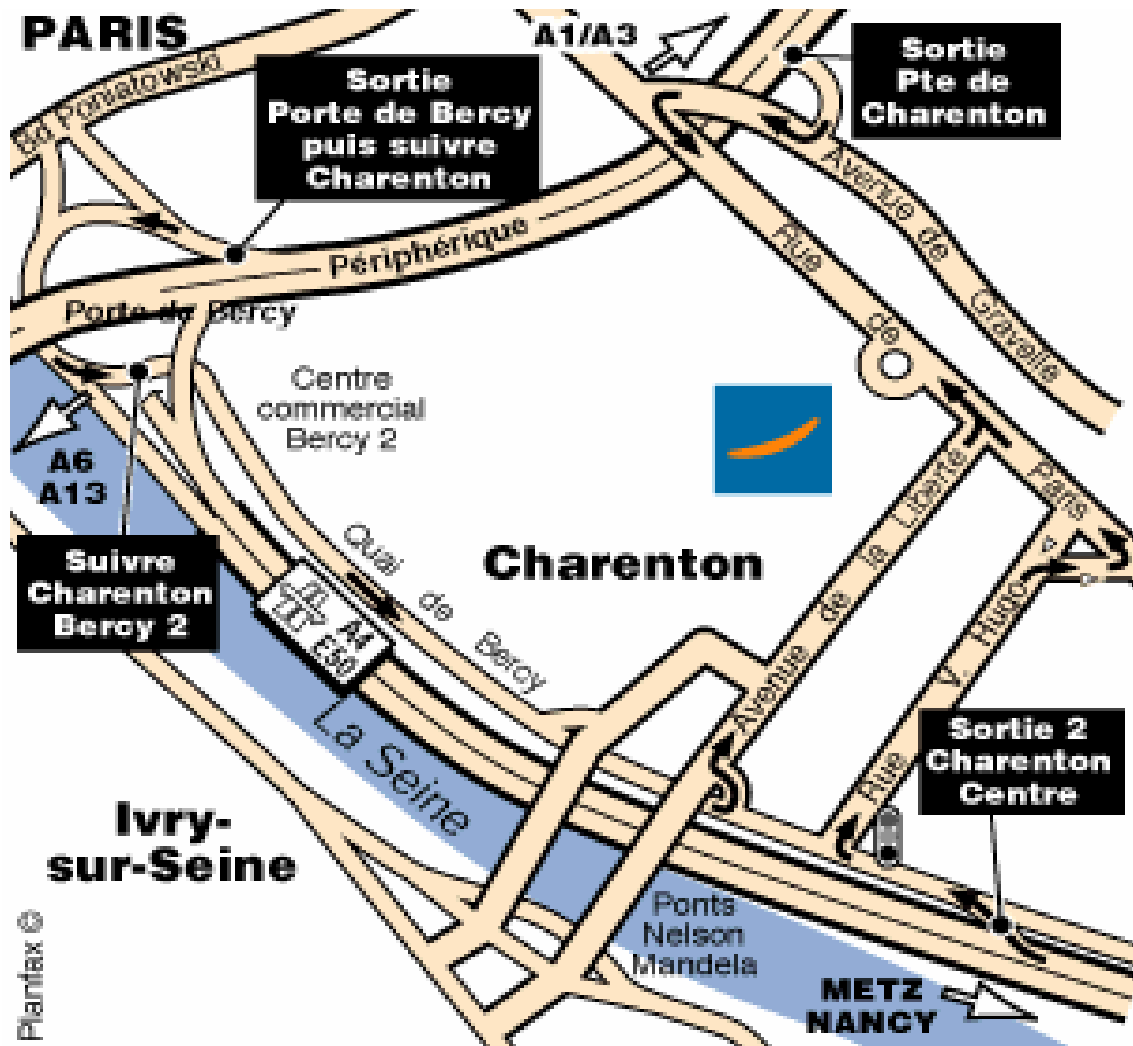 PARIS
A1/A3
Sortie
Pte de
Charenton
Bd Poniatowski
Sortie
Porte de Bercy
puis suivre
Charenton
Avenue de Gravelle
Périphérique
Rue de Paris
Porte de Bercy
Centre
commercial
Bercy 2
A6
A13
Suivre
Charenton
Bercy 2
Quai de Bercy
Charenton
Avenue de la Liberté
A4
E50
Rue V. Hugo
La Seine
Sortie 2
Charenton
Centre
Ivry-
sur-Seine
Ponts
Nelson
Mandela
METZ
NANCY
Planfax ©